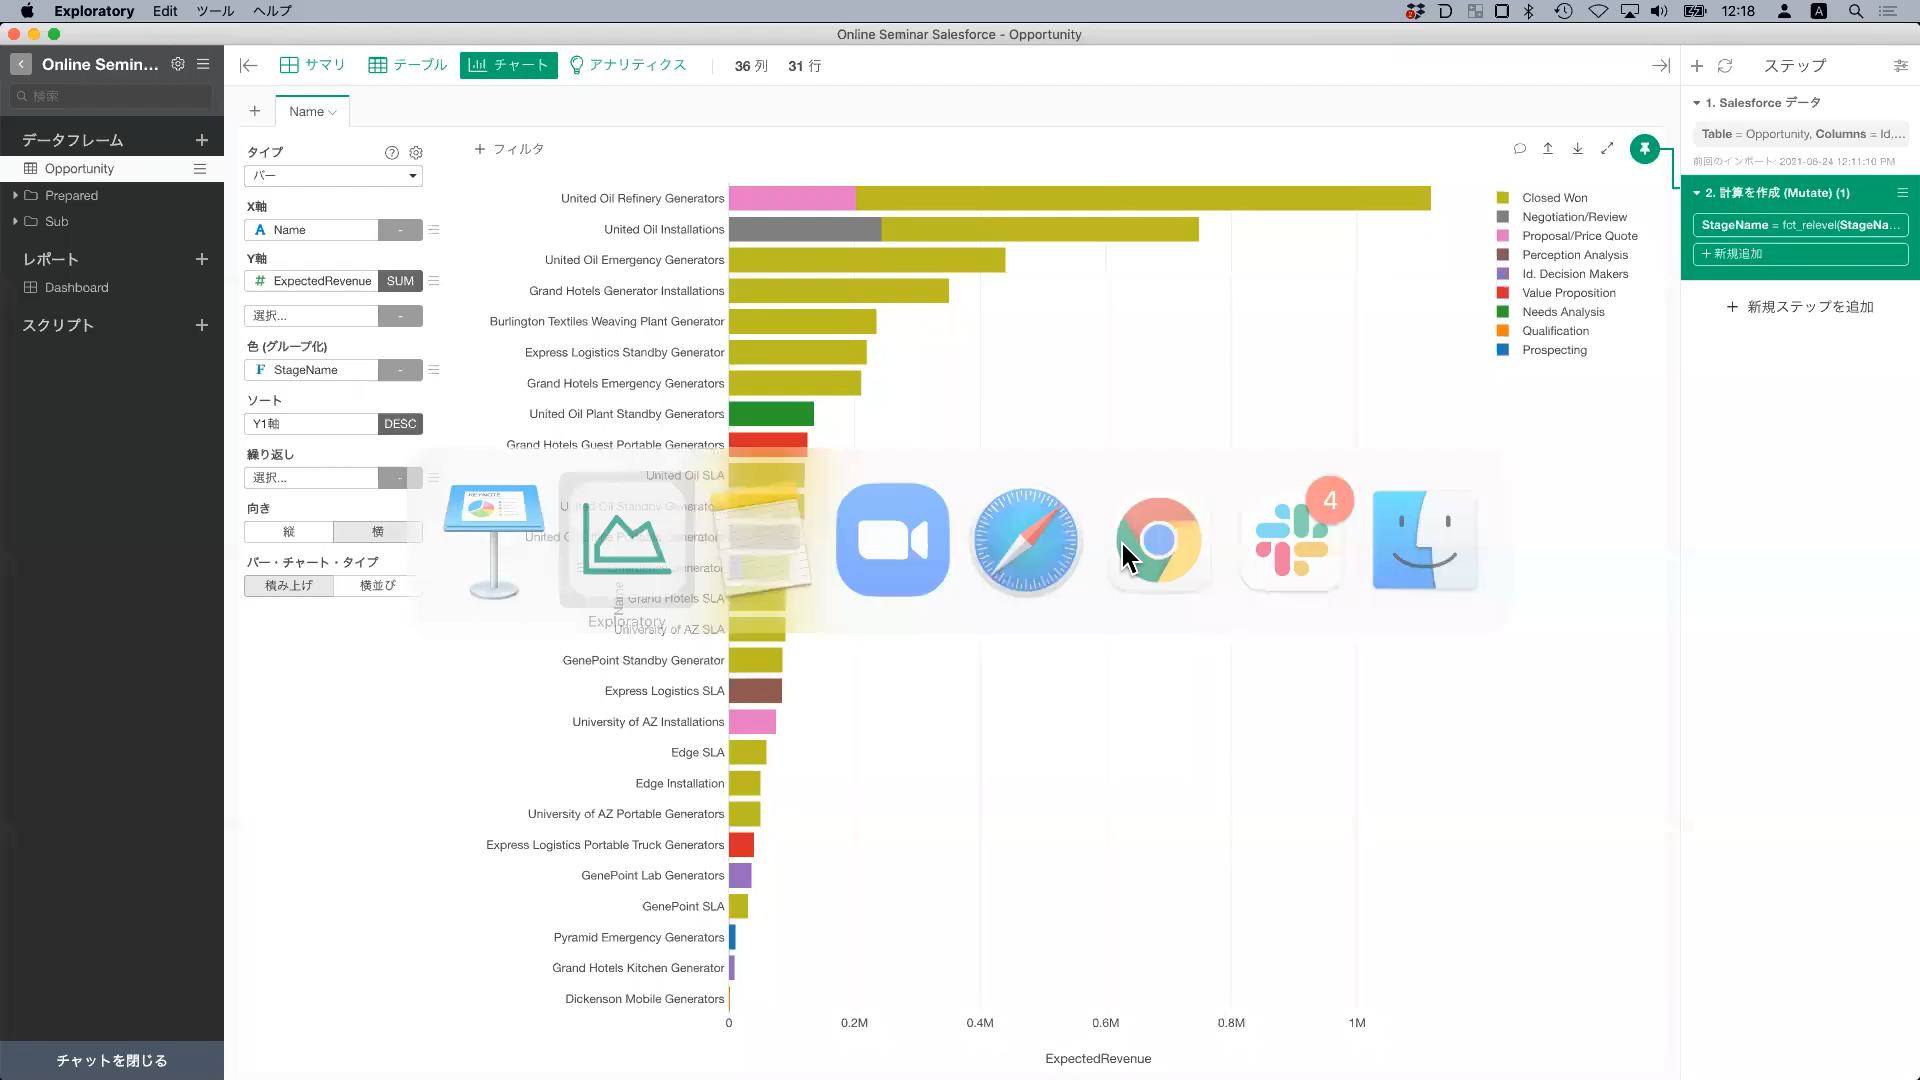 Exploratory Edit ツール ヘルプ 12:18 A
Online Seminar Salesforce - Opportunity
Online Semin...
検索
データフレーム
Opportunity
Prepared
Sub
レポート
Dashboard
スクリプト
チャットを閉じる
サマリ テーブル チャート アナリティクス 36 列 31 行
Name
タイプ
バー
X軸
A Name -
Y軸
# ExpectedRevenue SUM
選択... -
色 (グループ化)
F StageName -
ソート
Y1軸 DESC
繰り返し
選択... -
向き
縦 横
バー・チャート・タイプ
積み上げ 横並び
+ フィルタ
United Oil Refinery Generators
United Oil Installations
United Oil Emergency Generators
Grand Hotels Generator Installations
Burlington Textiles Weaving Plant Generator
Express Logistics Standby Generator
Grand Hotels Emergency Generators
United Oil Plant Standby Generators
Grand Hotels Guest Portable Generators
United Oil SLA
KEYNOTE
4
Grand Hotels SLA
Name
Exploratory
University of AZ SLA
GenePoint Standby Generator
Express Logistics SLA
University of AZ Installations
Edge SLA
Edge Installation
University of AZ Portable Generators
Express Logistics Portable Truck Generators
GenePoint Lab Generators
GenePoint SLA
Pyramid Emergency Generators
Grand Hotels Kitchen Generator
Dickenson Mobile Generators
0 0.2M 0.4M 0.6M 0.8M 1M
ExpectedRevenue
Closed Won
Negotiation/Review
Proposal/Price Quote
Perception Analysis
Id. Decision Makers
Value Proposition
Needs Analysis
Qualification
Prospecting
ステップ
1. Salesforce データ
Table = Opportunity, Columns = Id,...
前回のインポート: 2021-06-24 12:11:10 PM
2. 計算を作成 (Mutate) (1)
StageName = fct_relevel(StageNa...
+ 新規追加
+ 新規ステップを追加